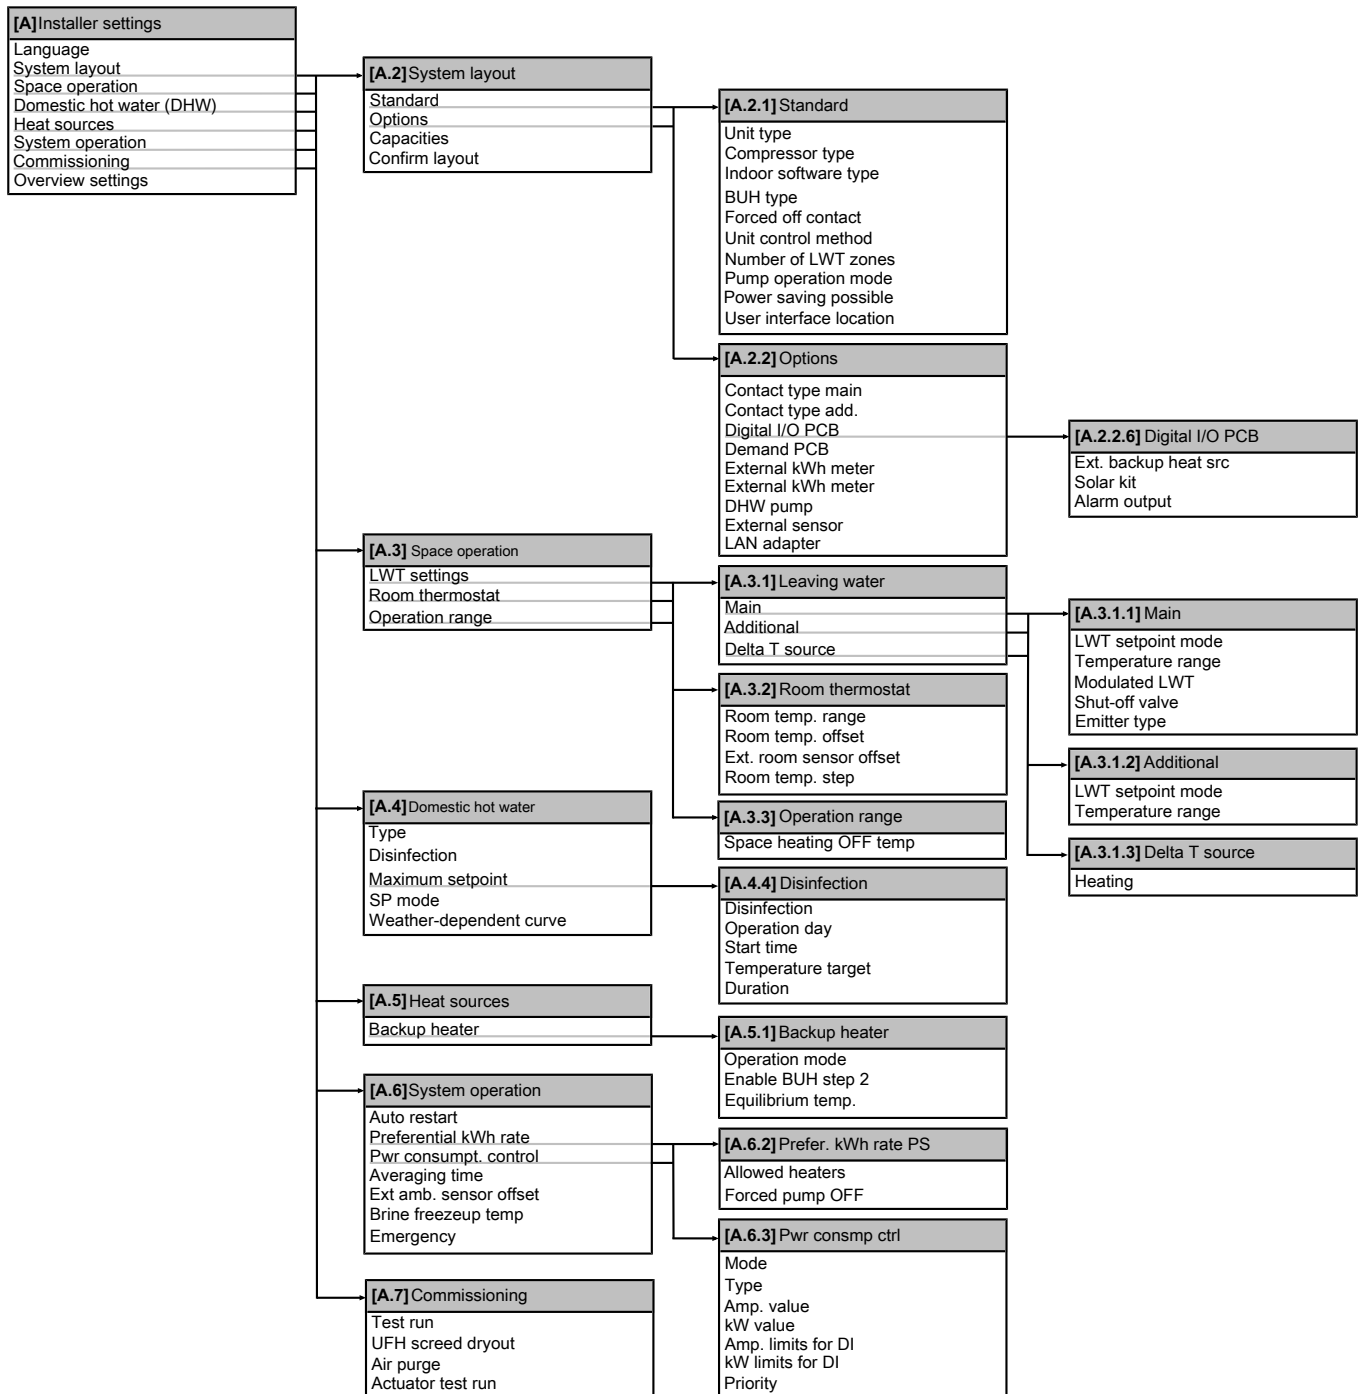 [A]Installer settings
Language
System layout
Space operation
Domestic hot water (DHW)
Heat sources
System operation
Commissioning
Overview settings
[A.2]System layout
Standard
Options
Capacities
Confirm layout
[A.2.1] Standard
Unit type
Compressor type
Indoor software type
BUH type
Forced off contact
Unit control method
Number of LWT zones
Pump operation mode
Power saving possible
User interface location
[A.2.2] Options
Contact type main
Contact type add.
Digital I/O PCB
Demand PCB
External kWh meter
External kWh meter
DHW pump
External sensor
LAN adapter
[A.2.2.6] Digital I/O PCB
Ext. backup heat src
Solar kit
Alarm output
[A.3] Space operation
LWT settings
Room thermostat
Operation range
[A.3.1] Leaving water
Main
Additional
Delta T source
[A.3.1.1] Main
LWT setpoint mode
Temperature range
Modulated LWT
Shut-off valve
Emitter type
[A.3.2] Room thermostat
Room temp. range
Room temp. offset
Ext. room sensor offset
Room temp. step
[A.3.1.2] Additional
LWT setpoint mode
Temperature range
[A.3.3] Operation range
Space heating OFF temp
[A.3.1.3] Delta T source
Heating
[A.4] Domestic hot water
Type
Disinfection
Maximum setpoint
SP mode
Weather-dependent curve
[A.4.4] Disinfection
Disinfection
Operation day
Start time
Temperature target
Duration
[A.5] Heat sources
Backup heater
[A.5.1] Backup heater
Operation mode
Enable BUH step 2
Equilibrium temp.
[A.6]System operation
Auto restart
Preferential kWh rate
Pwr consumpt. control
Averaging time
Ext amb. sensor offset
Brine freezeup temp
Emergency
[A.6.2] Prefer. kWh rate PS
Allowed heaters
Forced pump OFF
[A.6.3] Pwr consmp ctrl
Mode
Type
Amp. value
kW value
Amp. limits for DI
kW limits for DI
Priority
[A.7] Commissioning
Test run
UFH screed dryout
Air purge
Actuator test run